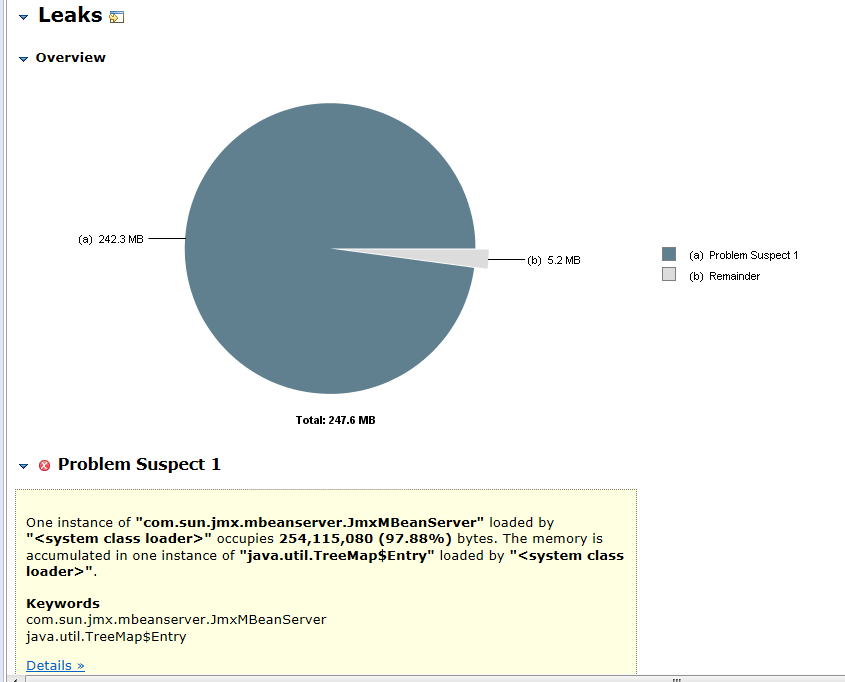 Leaks
Overview
(a) 242.3 MB
(b) 5.2 MB
(a) Problem Suspect 1
(b) Remainder
Total: 247.6 MB
Problem Suspect 1
One instance of "com.sun.jmx.mbeanserver.JmxMBeanServer" loaded by
"<system class loader>" occupies 254,115,080 (97.88%) bytes. The memory is
accumulated in one instance of "java.util.TreeMap$Entry" loaded by "<system class
loader>".
Keywords
com.sun.jmx.mbeanserver.JmxMBeanServer
java.util.TreeMap$Entry
Details »